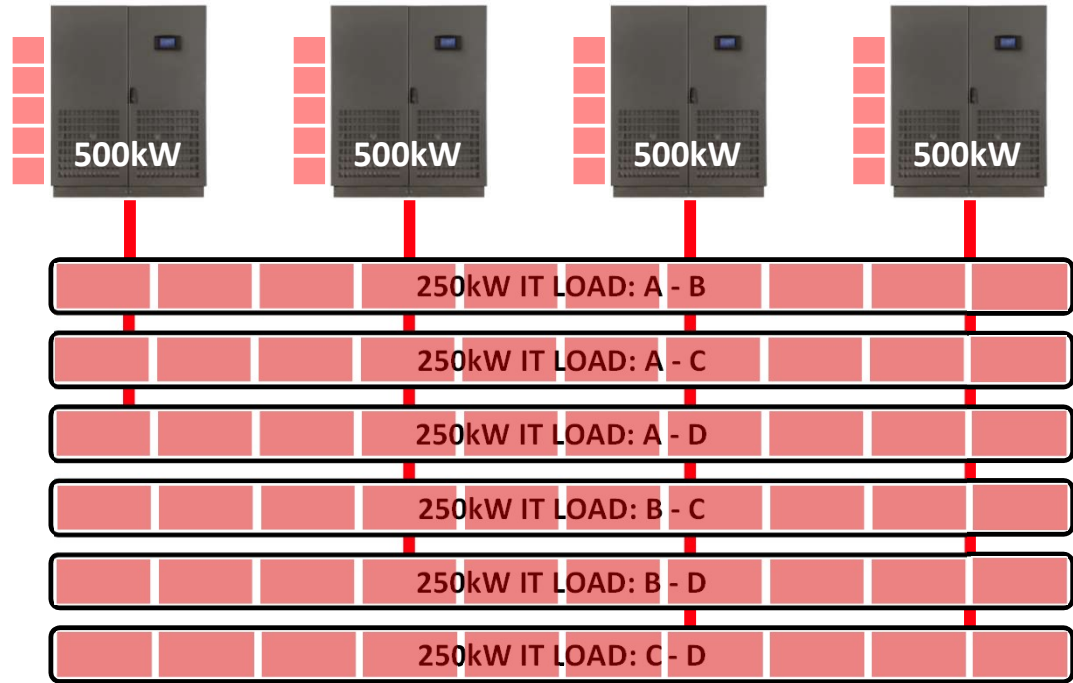 500kW
500kW
500kW
500kW
250kW IT LOAD: A - B
250kW IT LOAD: A - C
250kW IT LOAD: A - D
250kW IT LOAD: B - C
250kW IT LOAD: B - D
250kW IT LOAD: C - D